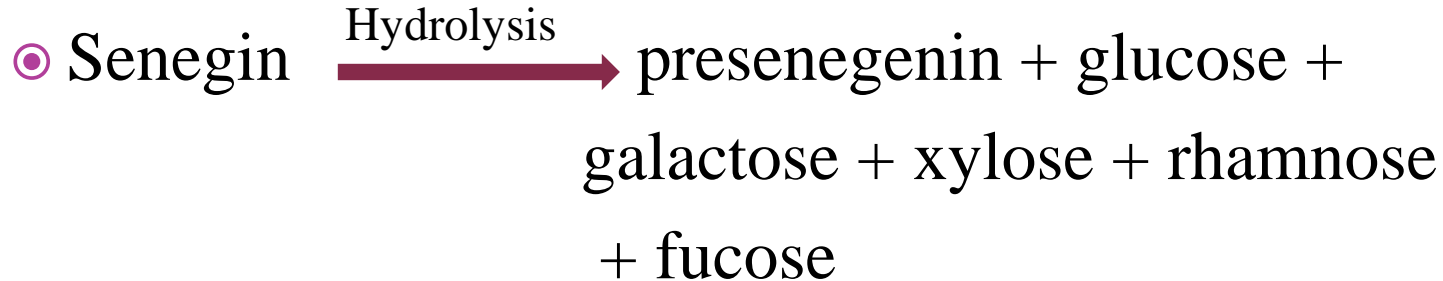 Hydrolysis
Senegin presenegenin + glucose +
galactose + xylose + rhamnose
+ fucose